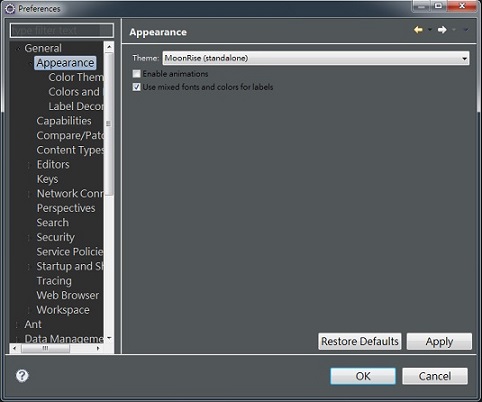 Preferences
type filter text
General
Appearance
Color Them
Colors and
Label Decor
Capabilities
Compare/Patc
Content Types
Editors
Keys
Network Conn
Perspectives
Search
Security
Service Policie
Startup and Sh
Tracing
Web Browser
Workspace
Ant
Data Manageme
Appearance
Theme: MoonRise (standalone)
Enable animations
Use mixed fonts and colors for labels
Restore Defaults Apply
OK Cancel